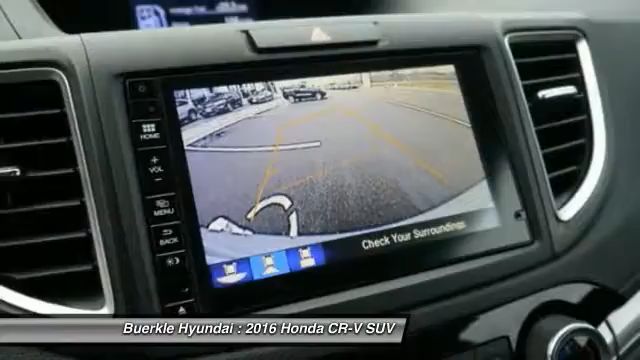 HOME
+
VOL
-
MENU
BACK
Check Your Surroundings
Buerkle Hyundai : 2016 Honda CR-V SUV